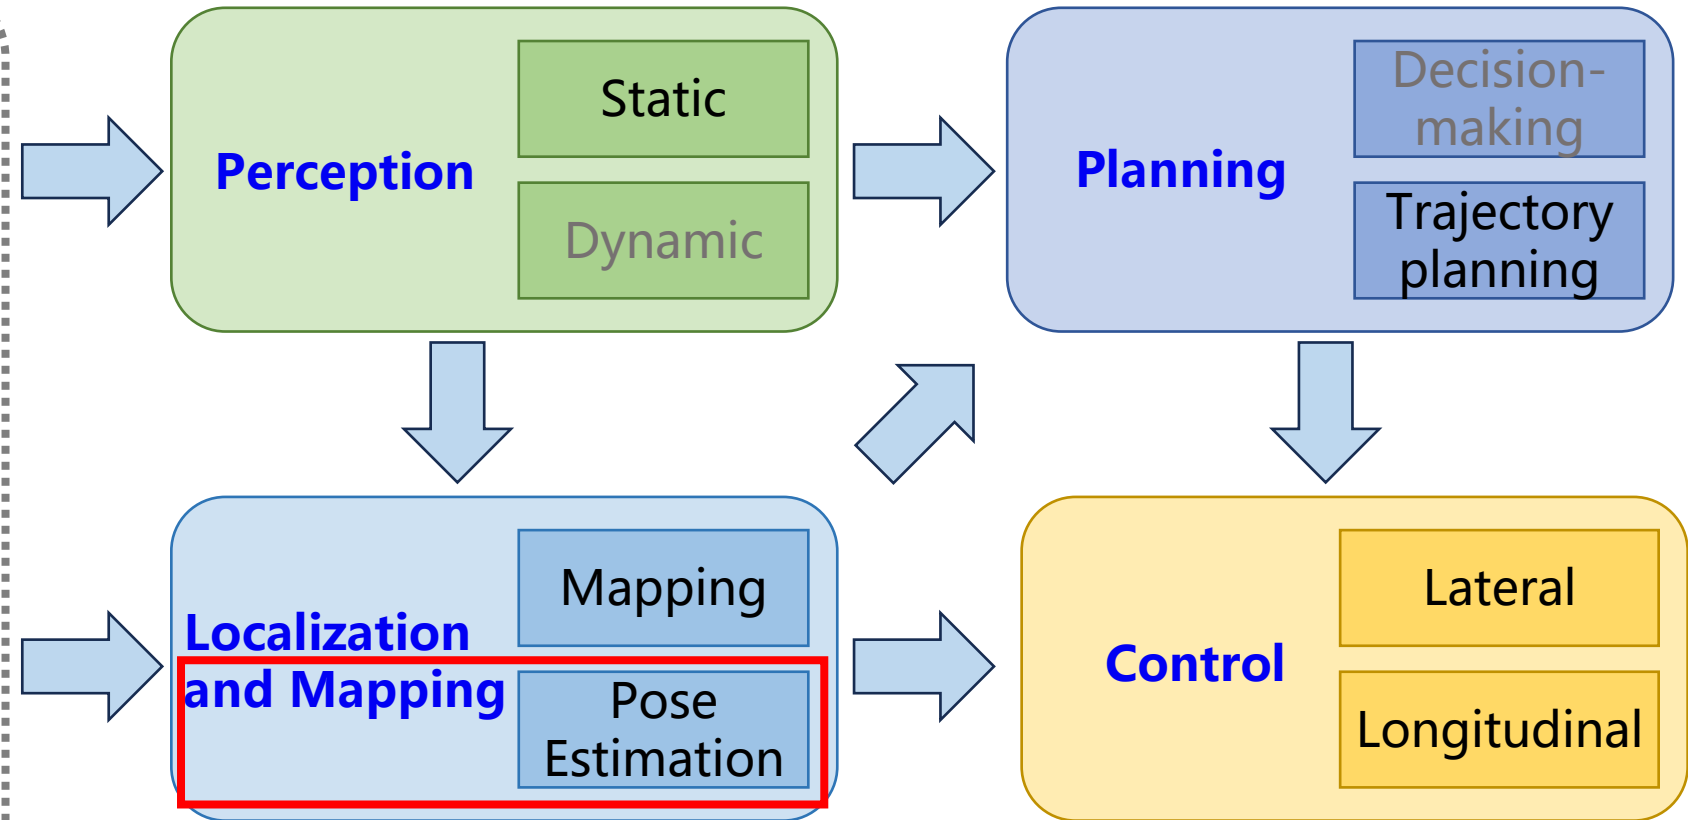 Perception
Static
Dynamic
Planning
Decision-
making
Trajectory
planning
Localization
and Mapping
Mapping
Pose
Estimation
Control
Lateral
Longitudinal